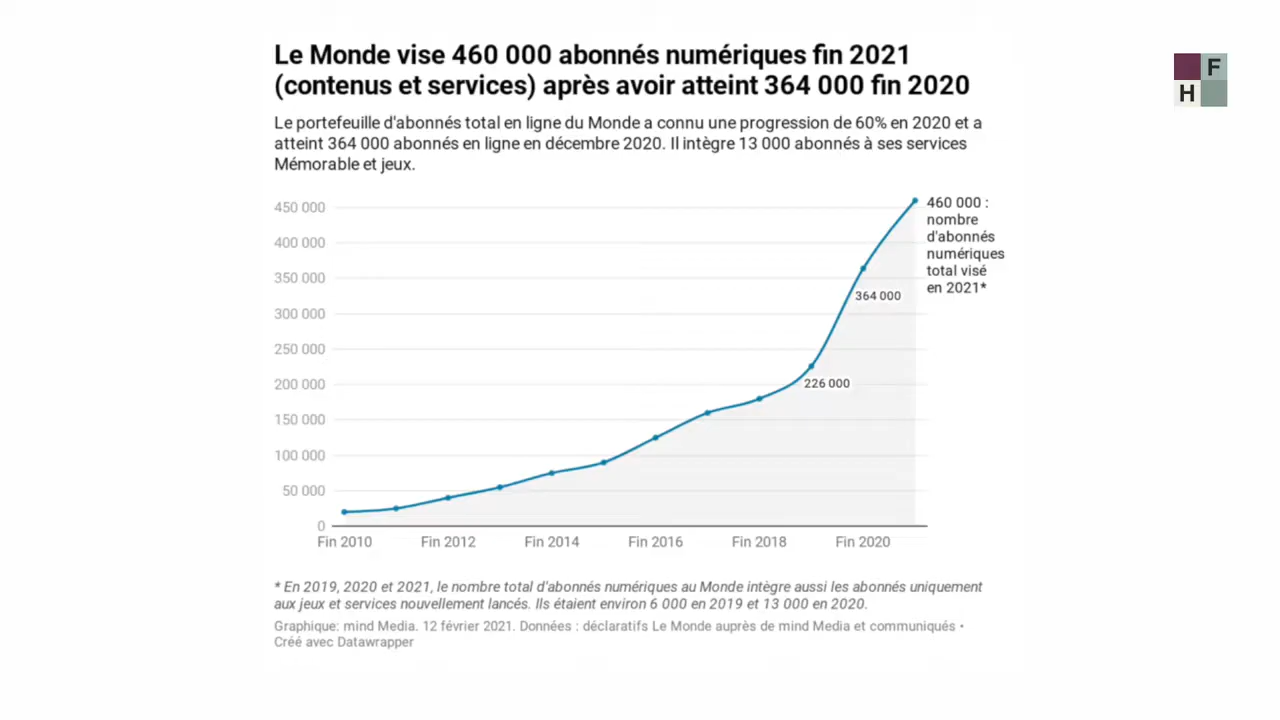 Le Monde vise 460 000 abonnés numériques fin 2021
(contenus et services) après avoir atteint 364 000 fin 2020
F
H
Le portefeuille d'abonnés total en ligne du Monde a connu une progression de 60% en 2020 et a
atteint 364 000 abonnés en ligne en décembre 2020. Il intègre 13 000 abonnés à ses services
Mémorable et jeux.
450 000
400 000
350 000
300 000
250 000
200 000
150 000
100 000
50 000
0
460 000 :
nombre
d'abonnés
numériques
total visé
en 2021*
364 000
226 000
Fin 2010
Fin 2012
Fin 2014
Fin 2016
Fin 2018
Fin 2020
* En 2019, 2020 et 2021, le nombre total d'abonnés numériques au Monde intègre aussi les abonnés uniquement
aux jeux et services nouvellement lancés. Ils étaient environ 6 000 en 2019 et 13 000 en 2020.
Graphique: mind Media. 12 février 2021. Données : déclaratifs Le Monde auprès de mind Media et communiqués •
Créé avec Datawrapper